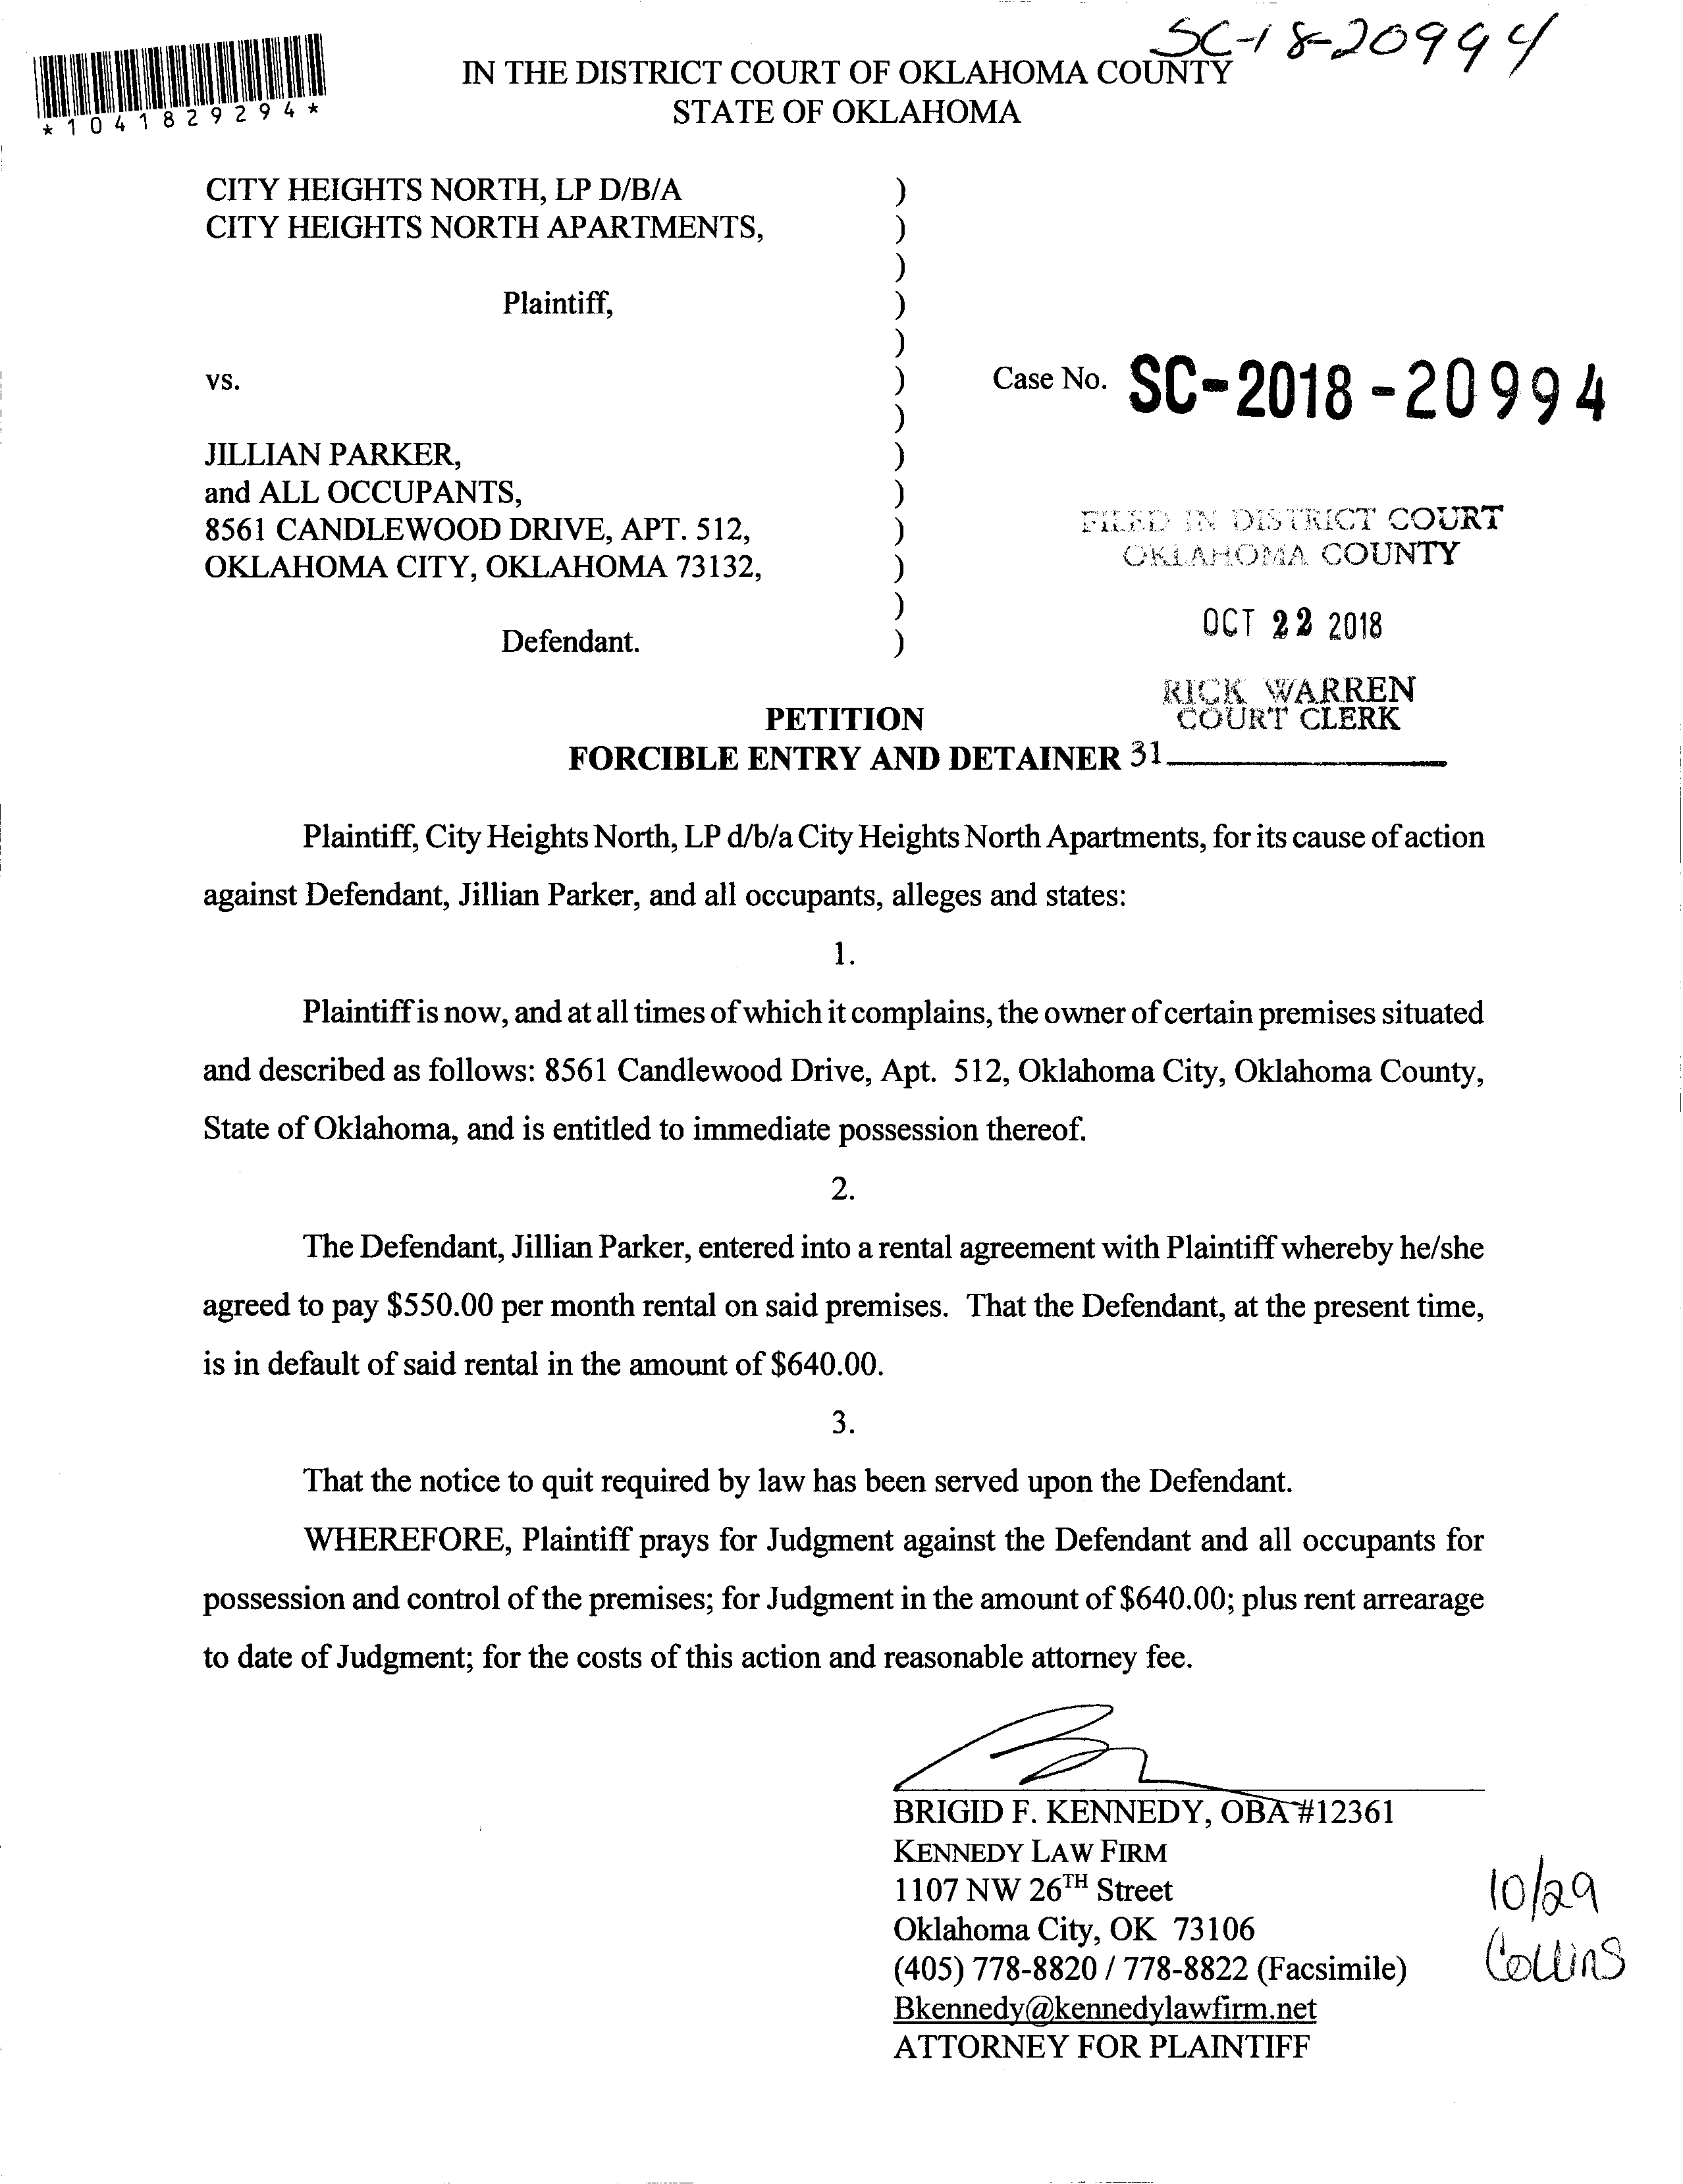 SC-18-20994
*1041829294*
IN THE DISTRICT COURT OF OKLAHOMA COUNTY
STATE OF OKLAHOMA
CITY HEIGHTS NORTH, LP D/B/A )
CITY HEIGHTS NORTH APARTMENTS, )
)
Plaintiff, )
)
vs. ) Case No. SC-2018-20994
)
JILLIAN PARKER, )
and ALL OCCUPANTS, )
8561 CANDLEWOOD DRIVE, APT. 512, )
OKLAHOMA CITY, OKLAHOMA 73132, )
)
Defendant. )
FILED IN DISTRICT COURT
OKLAHOMA COUNTY
OCT 22 2018
RICK WARREN
COURT CLERK
31
PETITION
FORCIBLE ENTRY AND DETAINER
Plaintiff, City Heights North, LP d/b/a City Heights North Apartments, for its cause of action
against Defendant, Jillian Parker, and all occupants, alleges and states:
1.
Plaintiff is now, and at all times of which it complains, the owner of certain premises situated
and described as follows: 8561 Candlewood Drive, Apt. 512, Oklahoma City, Oklahoma County,
State of Oklahoma, and is entitled to immediate possession thereof.
2.
The Defendant, Jillian Parker, entered into a rental agreement with Plaintiff whereby he/she
agreed to pay $550.00 per month rental on said premises. That the Defendant, at the present time,
is in default of said rental in the amount of $640.00.
3.
That the notice to quit required by law has been served upon the Defendant.
WHEREFORE, Plaintiff prays for Judgment against the Defendant and all occupants for
possession and control of the premises; for Judgment in the amount of $640.00; plus rent arrearage
to date of Judgment; for the costs of this action and reasonable attorney fee.
BRIGID F. KENNEDY, OBA #12361
KENNEDY LAW FIRM
1107 NW 26TH Street
Oklahoma City, OK 73106
(405) 778-8820 / 778-8822 (Facsimile)
Bkennedy@kennedylawfirm.net
ATTORNEY FOR PLAINTIFF
10/29
Collins